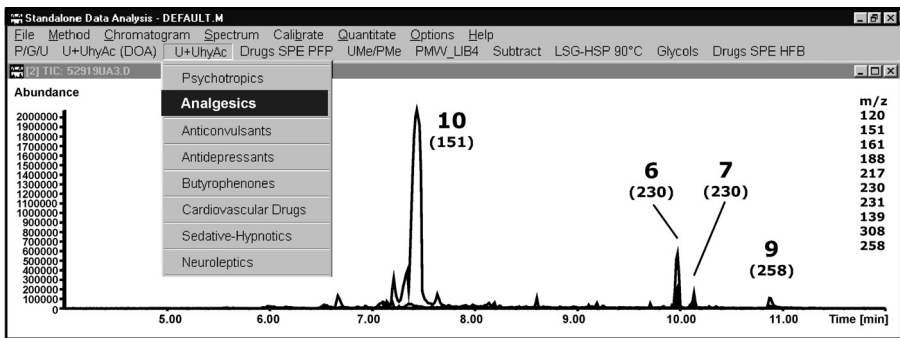 Standalone Data Analysis - DEFAULT.M
File Method Chromatogram Spectrum Calibrate Quantitate Options Help
P/G/U U+UhyAc (DOA) U+UhyAc Drugs SPE PFP UMe/PMe PMW_LIB4 Subtract LSG-HSP 90°C Glycols Drugs SPE HFB
[2] TIC: 52919UA3.D
Psychotropics
Analgesics
Anticonvulsants
Antidepressants
Butyrophenones
Cardiovascular Drugs
Sedative-Hypnotics
Neuroleptics
Abundance
2000000
1900000
1800000
1700000
1600000
1500000
1400000
1300000
1200000
1100000
1000000
900000
800000
700000
600000
500000
400000
300000
200000
100000
0
10
(151)
6
(230)
7
(230)
9
(258)
m/z
120
151
161
188
217
230
231
139
308
258
5.00 6.00 7.00 8.00 9.00 10.00 11.00 Time [min]